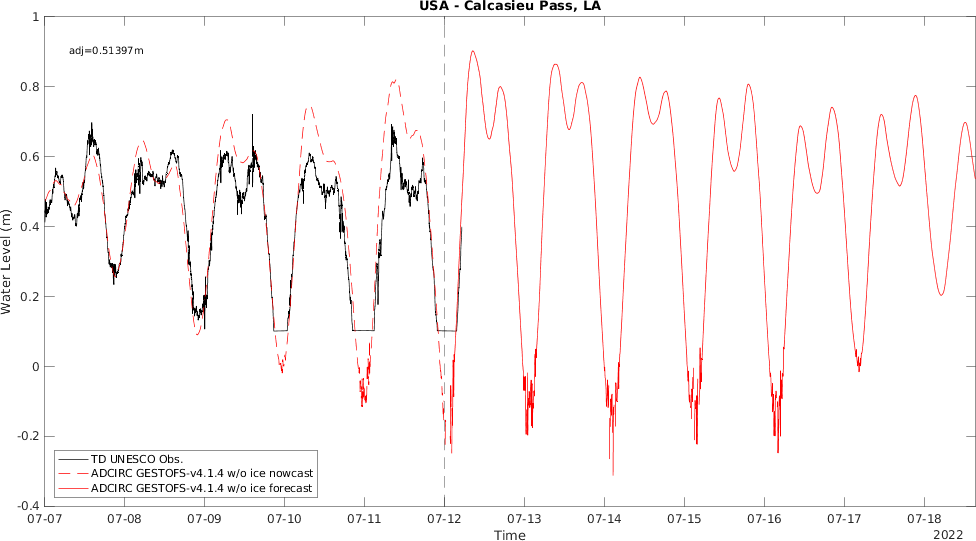 USA - Calcasieu Pass, LA
adj=0.51397m
Water Level (m)
1
0.8
0.6
0.4
0.2
0
-0.2
-0.4
TD UNESCO Obs.
ADCIRC GESTOFS-v4.1.4 w/o ice nowcast
ADCIRC GESTOFS-v4.1.4 w/o ice forecast
07-07 07-08 07-09 07-10 07-11 07-12 07-13 07-14 07-15 07-16 07-17 07-18
Time
2022